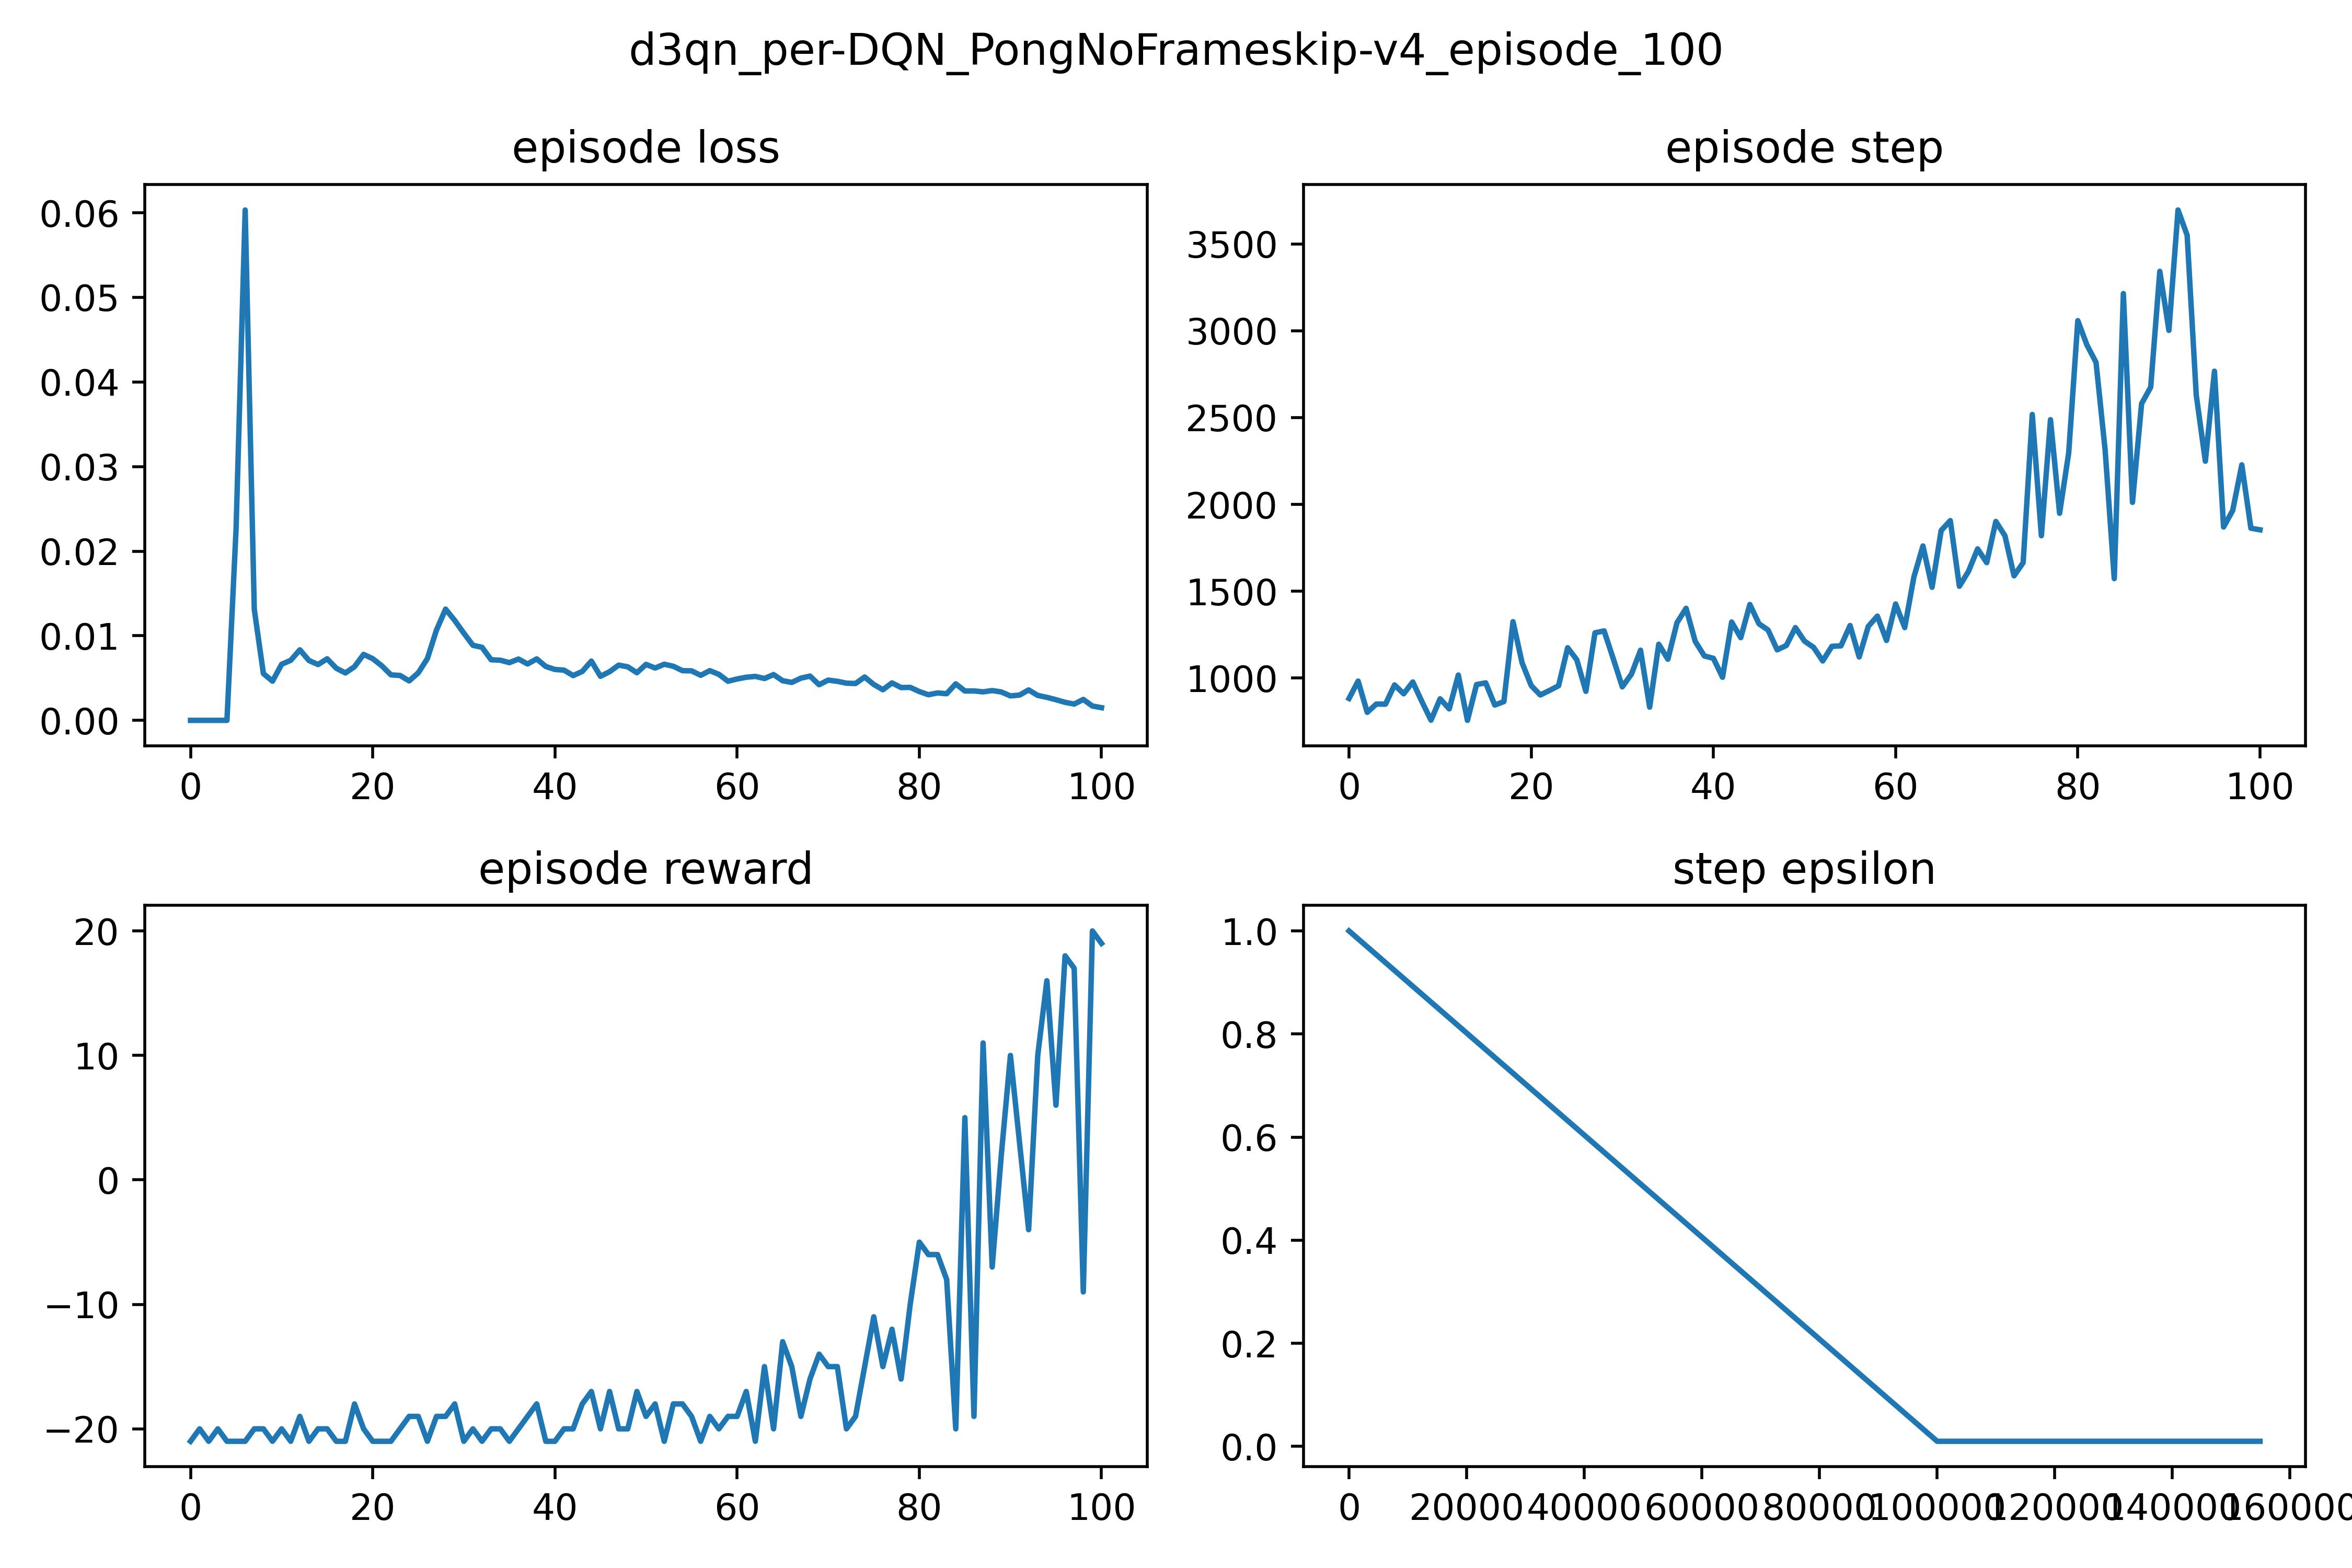 d3qn_per-DQN_PongNoFrameskip-v4_episode_100
episode loss
0.06
0.05
0.04
0.03
0.02
0.01
0.00
0 20 40 60 80 100
episode step
3500
3000
2500
2000
1500
1000
0 20 40 60 80 100
episode reward
20
10
0
−10
−20
0 20 40 60 80 100
step epsilon
1.0
0.8
0.6
0.4
0.2
0.0
0 20000 40000 60000 80000 100000 120000 140000 160000